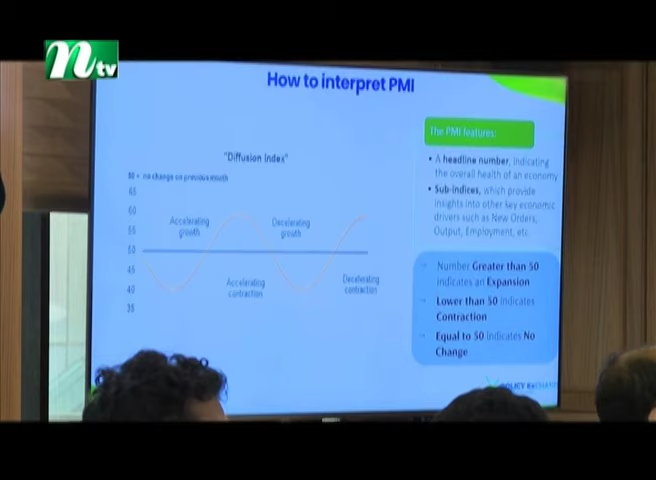 ntv
How to interpret PMI
The PMI features:
• A headline number, indicating
the overall health of an economy
• Sub-indices, which provide
insights into other key economic
drivers such as New Orders,
Output, Employment, etc.
"Diffusion Index"
50 = no change on previous month
65
60
55
50
45
40
35
Accelerating
growth
Decelerating
growth
Accelerating
contraction
Decelerating
contraction
Number Greater than 50
indicates an Expansion
Lower than 50 indicates
Contraction
Equal to 50 indicates No
Change
POLICY EXCHANGE